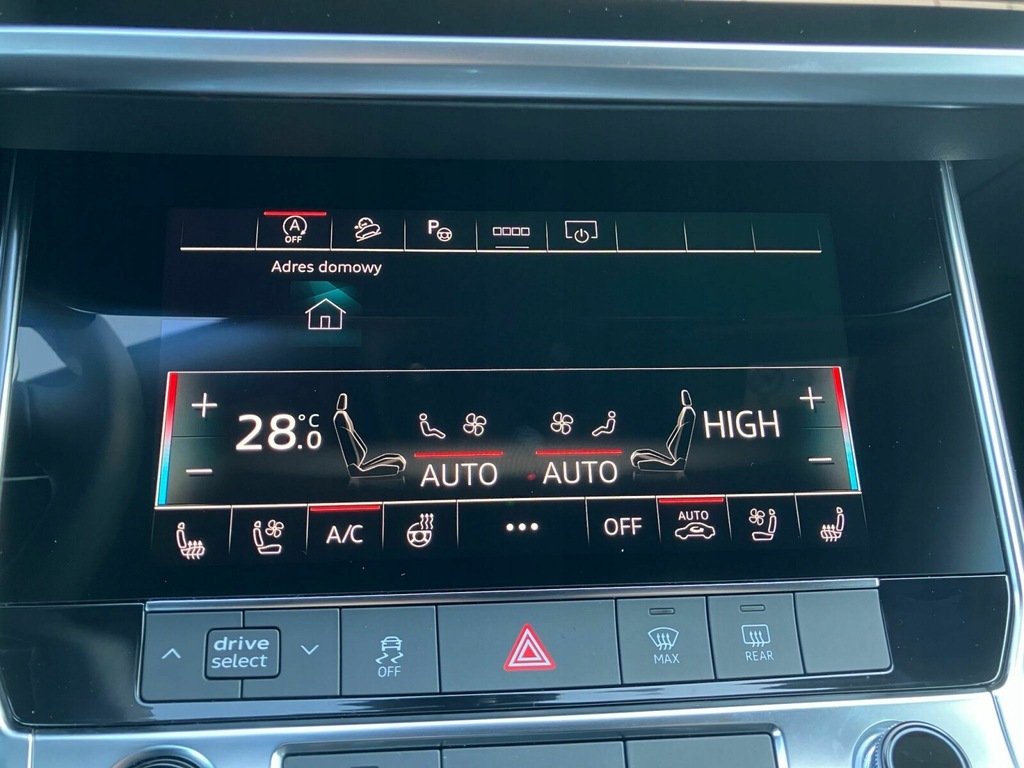 A
OFF
P
Adres domowy
+
28.0 °C
AUTO
AUTO
HIGH
+
−
−
A/C
•••
OFF
AUTO
drive
select
OFF
MAX
REAR